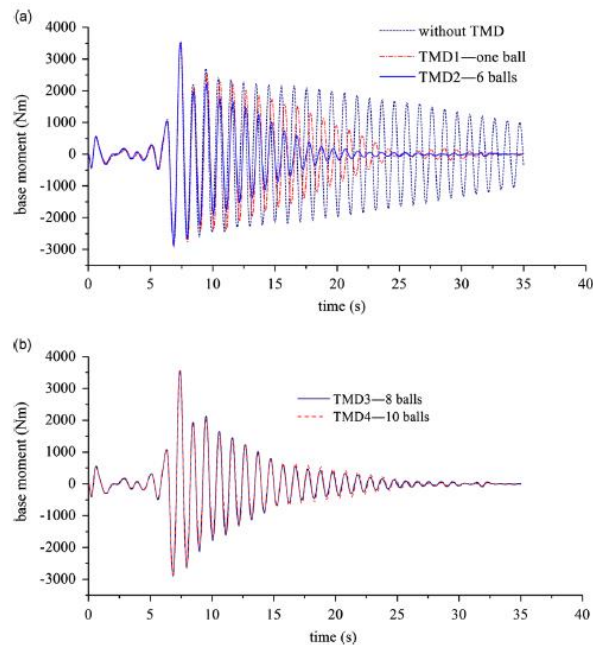 (a)
without TMD
TMD1—one ball
TMD2—6 balls
base moment (Nm)
4000
3000
2000
1000
0
-1000
-2000
-3000
0 5 10 15 20 25 30 35 40
time (s)
(b)
TMD3—8 balls
TMD4—10 balls
base moment (Nm)
4000
3000
2000
1000
0
-1000
-2000
-3000
0 5 10 15 20 25 30 35 40
time (s)